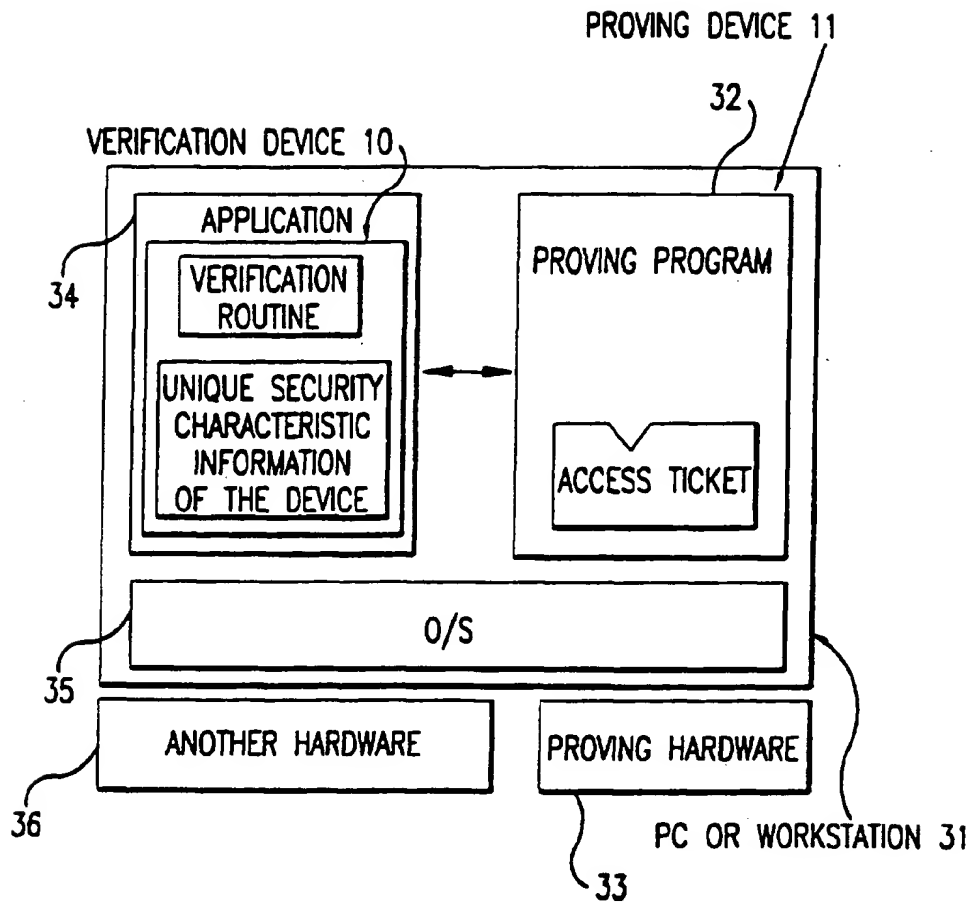 PROVING DEVICE 11
32
VERIFICATION DEVICE 10
APPLICATION
34
VERIFICATION
ROUTINE
PROVING PROGRAM
UNIQUE SECURITY
CHARACTERISTIC
INFORMATION
OF THE DEVICE
ACCESS TICKET
O/S
35
ANOTHER HARDWARE
PROVING HARDWARE
36
PC OR WORKSTATION 31
33